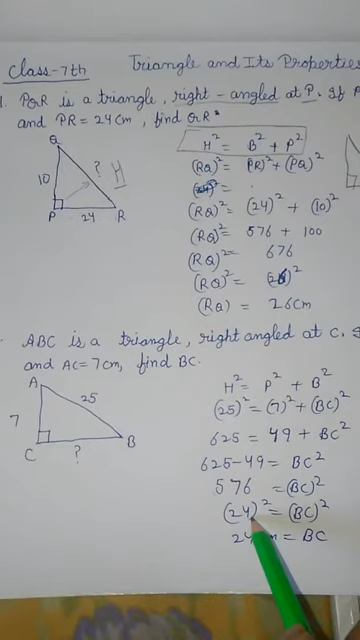 Class-7th Triangle and Its Properties
1. PQR is a triangle, right-angled at P. If P
and PR = 24 cm, find QR.
H² = B² + P²
(RQ)² = (PR)² + (PQ)²
(RQ)² = (24)² + (10)²
(RQ)² = 576 + 100
(RQ)² = 676
(RQ)² = (26)²
(RQ) = 26cm
Q
10
?
H
P
24
R
ABC is a triangle, right angled at C. If
and AC = 7cm, find BC.
A
25
7
C
?
B
H² = P² + B²
(25)² = (7)² + (BC)²
625 = 49 + BC²
625-49 = BC²
576 = (BC)²
(24)² = (BC)²
24 = BC